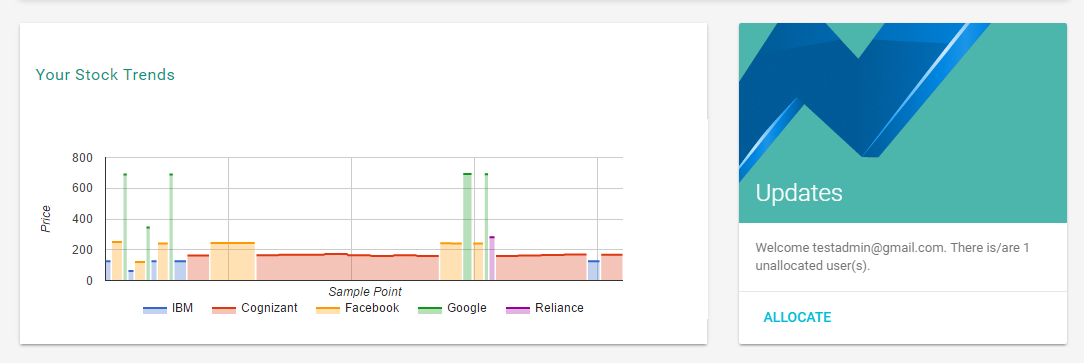 Your Stock Trends
800
600
400
200
0
Price
Sample Point
IBM Cognizant Facebook Google Reliance
Updates
Welcome testadmin@gmail.com. There is/are 1
unallocated user(s).
ALLOCATE